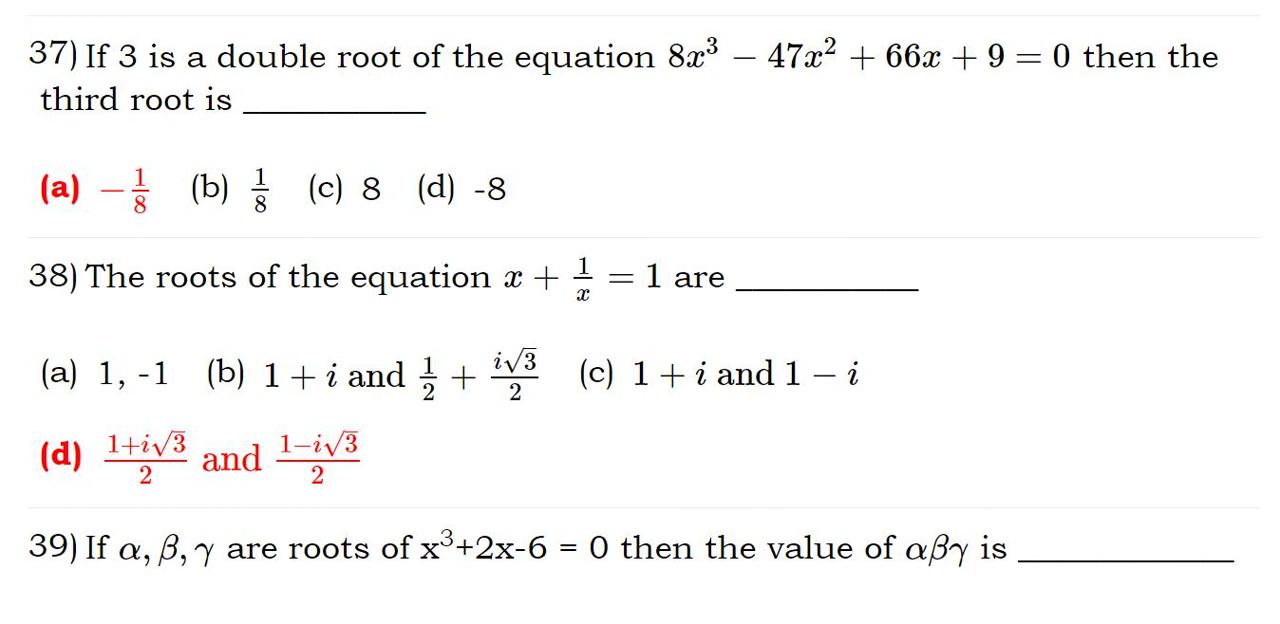 37) If 3 is a double root of the equation 8x³ − 47x² + 66x + 9 = 0 then the
third root is ___________
(a) −1/8 (b) 1/8 (c) 8 (d) -8
38) The roots of the equation x + 1/x = 1 are ___________
(a) 1, -1 (b) 1 + i and 1/2 + i√3/2 (c) 1 + i and 1 − i
(d) 1+i√3/2 and 1−i√3/2
39) If α, β, γ are roots of x³+2x-6 = 0 then the value of αβγ is _____________